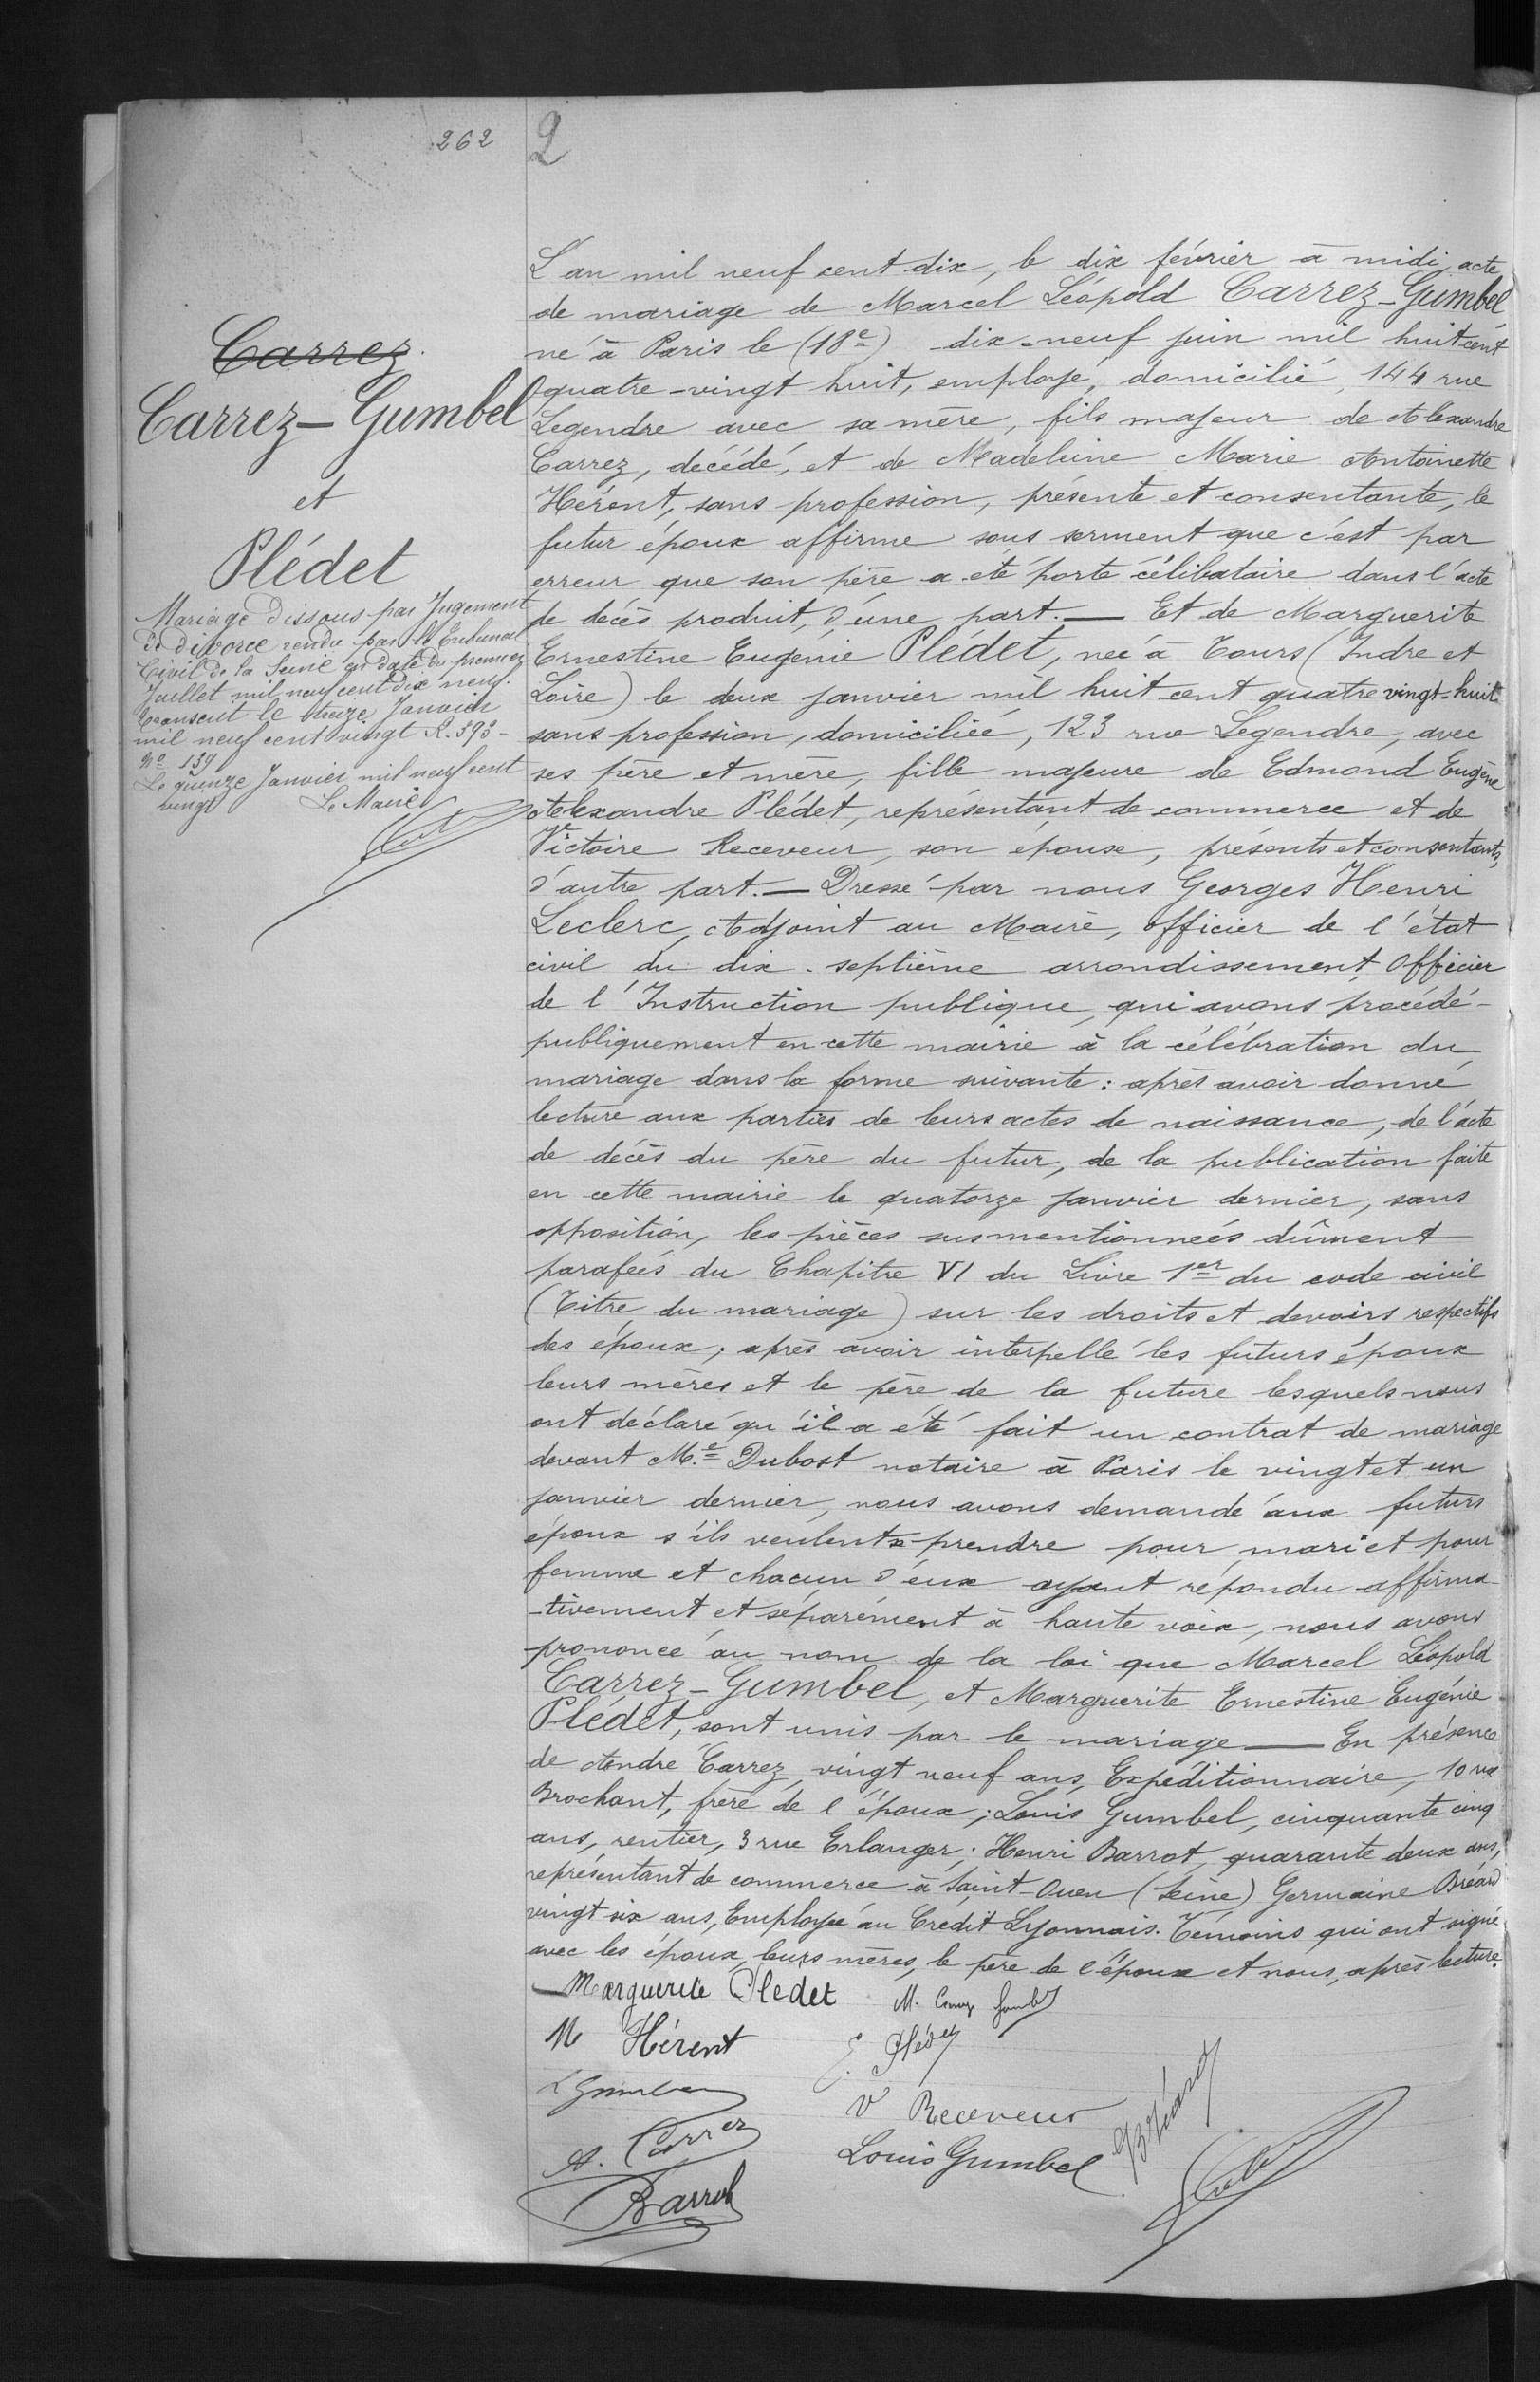 262
2
Carrez
Carrez-Gumbel
et
Plédet
Mariage dissous par Jugement
de divorce rendu par le Tribunal
Civil de la Seine en date du premier
Juillet mil neuf cent dix neuf.
Transcrit le treize Janvier
mil neuf cent vingt R. 393 -
No 139
Le quinze Janvier mil neuf cent
vingt Le Maire
L'an mil neuf cent dix, le dix février à midi, acte
de mariage de Marcel Léopold Carrez-Gumbel
né à Paris le (18e) dix-neuf juin mil huit cent
quatre-vingt huit, employé, domicilié, 144 rue
Legendre avec sa mère, fils majeur de Alexandre
Carrez, décédé, et de Madeleine Marie Antoinette
Hérent, sans profession, présente et consentante, le
futur époux affirme sous serment que c'est par
erreur que son père a été porté célibataire dans l'acte
de décès produit, d'une part. — Et de Marguerite
Ernestine Eugénie Plédet, née à Tours (Indre et
Loire) le deux janvier mil huit cent quatre vingt-huit
sans profession, domiciliée, 123 rue Legendre, avec
ses père et mère, fille majeure de Edmond Eugène
Alexandre Plédet, représentant de commerce et de
Victoire Receveur, son épouse, présents et consentants,
d'autre part. — Dressé par nous Georges Henri
Leclerc, Adjoint au Maire, officier de l'état
civil du dix-septième arrondissement, Officier
de l'Instruction publique, qui avons procédé -
publiquement en cette mairie à la célébration du
mariage dans la forme suivante : après avoir donné
lecture aux parties de leurs actes de naissance, de l'acte
de décès du père du futur, de la publication faite
en cette mairie le quatorze janvier dernier, sans
opposition, les pièces susmentionnées dûment
parafées du Chapitre VI du Livre 1er du code civil
(Titre du mariage) sur les droits et devoirs respectifs
des époux ; après avoir interpellé les futurs époux
leurs mères et le père de la future lesquels nous
ont déclaré qu'il a été fait un contrat de mariage
devant Me Dubost notaire à Paris le vingt et un
janvier dernier, nous avons demandé aux futurs
époux s'ils veulent se prendre pour mari et pour
femme et chacun d'eux ayant répondu affirma-
-tivement et séparément à haute voix, nous avons
prononcé au nom de la loi que Marcel Léopold
Carrez-Gumbel, et Marguerite Ernestine Eugénie
Plédet, sont unis par le mariage — En présence
de André Carrez, vingt neuf ans, Expéditionnaire, 10 rue
Brochant, frère de l'époux ; Louis Gumbel, cinquante cinq
ans, rentier, 3 rue Erlanger ; Henri Barrot, quarante deux ans,
représentant de commerce à Saint-Ouen (Seine) Germaine Bréard
vingt six ans, Employée au Crédit Lyonnais. Témoins qui ont signé
avec les époux, leurs mères, le père de l'épouse et nous, après lecture.
Marguerite Plédet M. Carrez Gumbel
M Hérent E. Plédet
L Gumbel V Receveur
A. Carrez Louis Gumbel G Bréard
Barrot